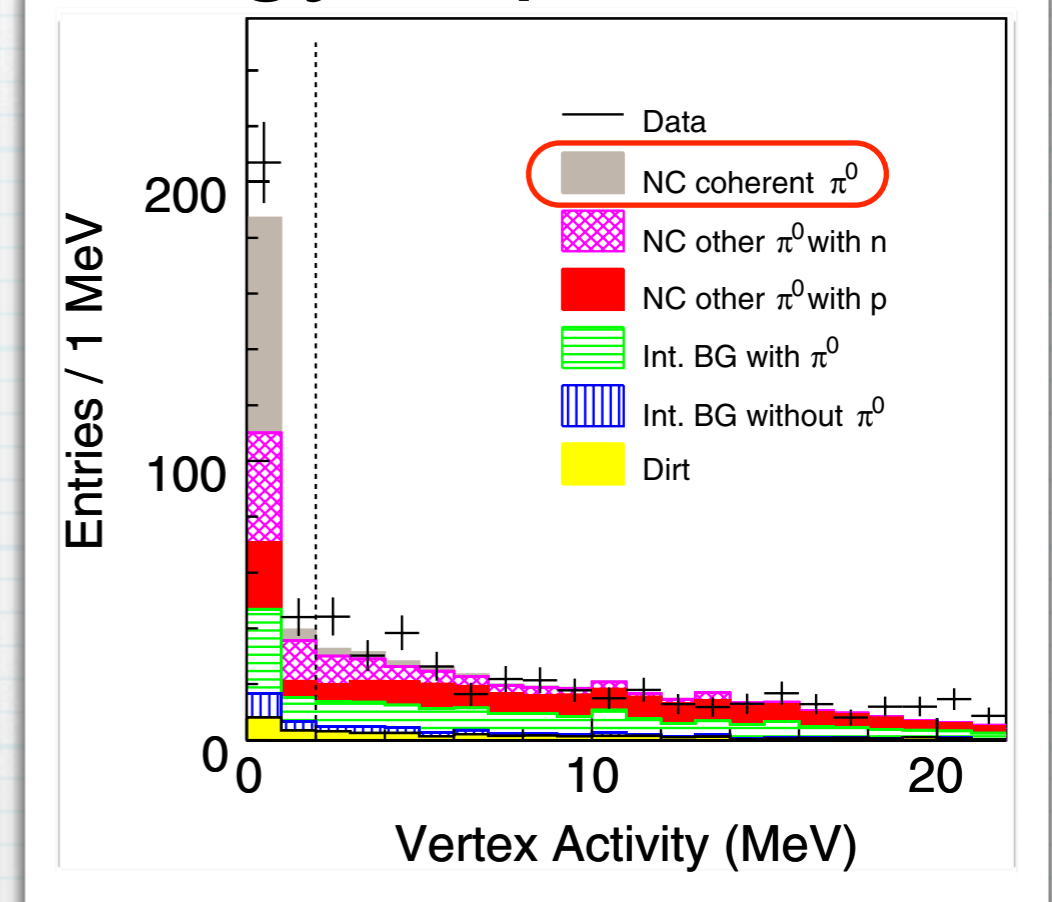 Data
NC coherent π⁰
NC other π⁰ with n
NC other π⁰ with p
Int. BG with π⁰
Int. BG without π⁰
Dirt
Entries / 1 MeV
200
100
0
0 10 20
Vertex Activity (MeV)